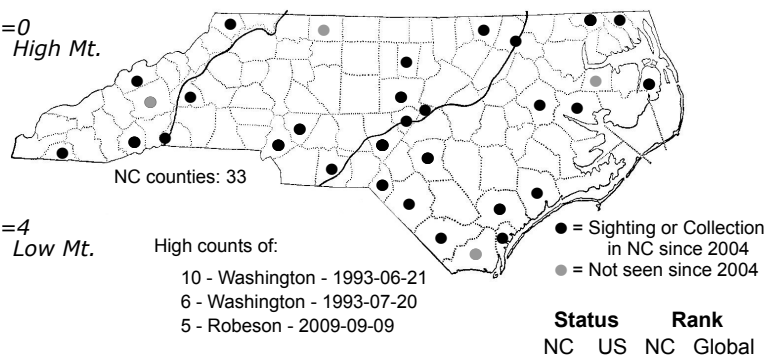 =0
High Mt.
NC counties: 33
=4
Low Mt.
High counts of:
10 - Washington - 1993-06-21
6 - Washington - 1993-07-20
5 - Robeson - 2009-09-09
= Sighting or Collection
in NC since 2004
= Not seen since 2004
Status Rank
NC US NC Global